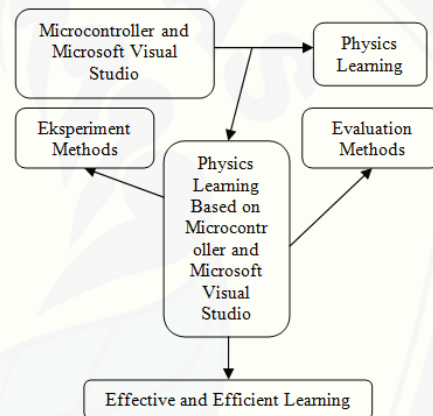 Microcontroller and
Microsoft Visual
Studio
Physics
Learning
Eksperiment
Methods
Evaluation
Methods
Physics
Learning
Based on
Microcontr
oller and
Microsoft
Visual
Studio
Effective and Efficient Learning